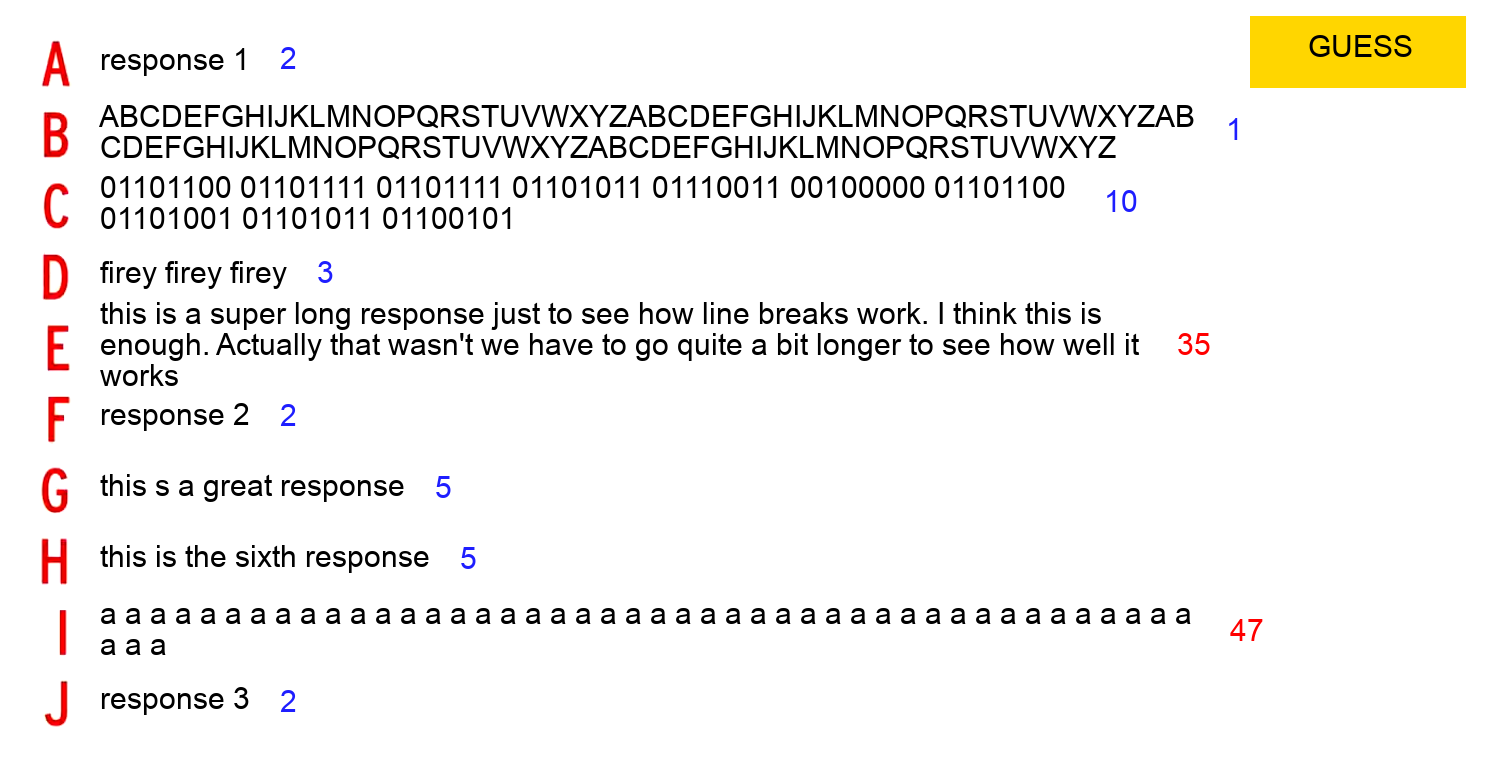 GUESS
A response 1 2
B ABCDEFGHIJKLMNOPQRSTUVWXYZABCDEFGHIJKLMNOPQRSTUVWXYZAB
CDEFGHIJKLMNOPQRSTUVWXYZABCDEFGHIJKLMNOPQRSTUVWXYZ 1
C 01101100 01101111 01101111 01101011 01110011 00100000 01101100
01101001 01101011 01100101 10
D firey firey firey 3
E this is a super long response just to see how line breaks work. I think this is
enough. Actually that wasn't we have to go quite a bit longer to see how well it 35
works
F response 2 2
G this s a great response 5
H this is the sixth response 5
I a a a a a a a a a a a a a a a a a a a a a a a a a a a a a a a a a a a a a a a a a a a a
a a a 47
J response 3 2